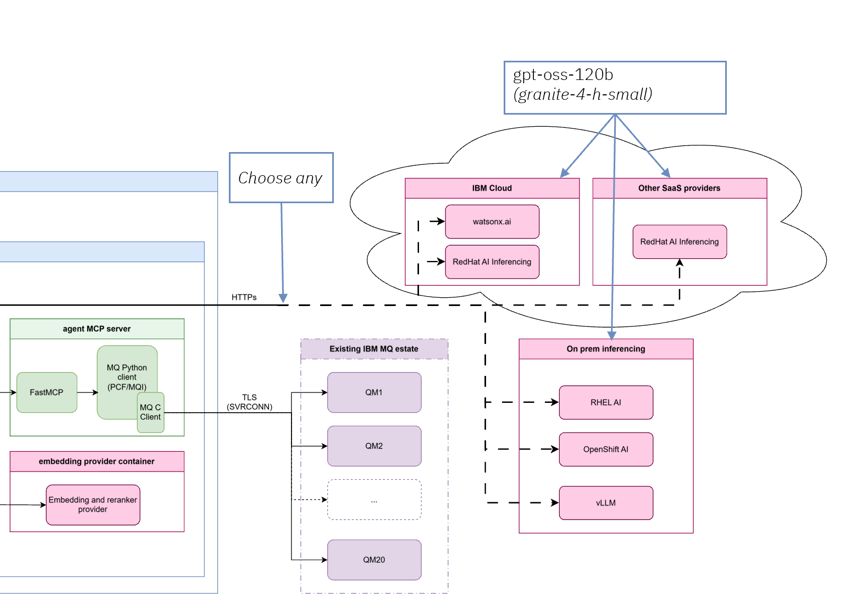 gpt-oss-120b
(granite-4-h-small)
Choose any
IBM Cloud
Other SaaS providers
watsonx.ai
RedHat AI Inferencing
RedHat AI Inferencing
HTTPs
agent MCP server
FastMCP
MQ Python
client
(PCF/MQI)
MQ C
Client
TLS
(SVRCONN)
Existing IBM MQ estate
QM1
QM2
...
QM20
On prem inferencing
RHEL AI
OpenShift AI
vLLM
embedding provider container
Embedding and reranker
provider